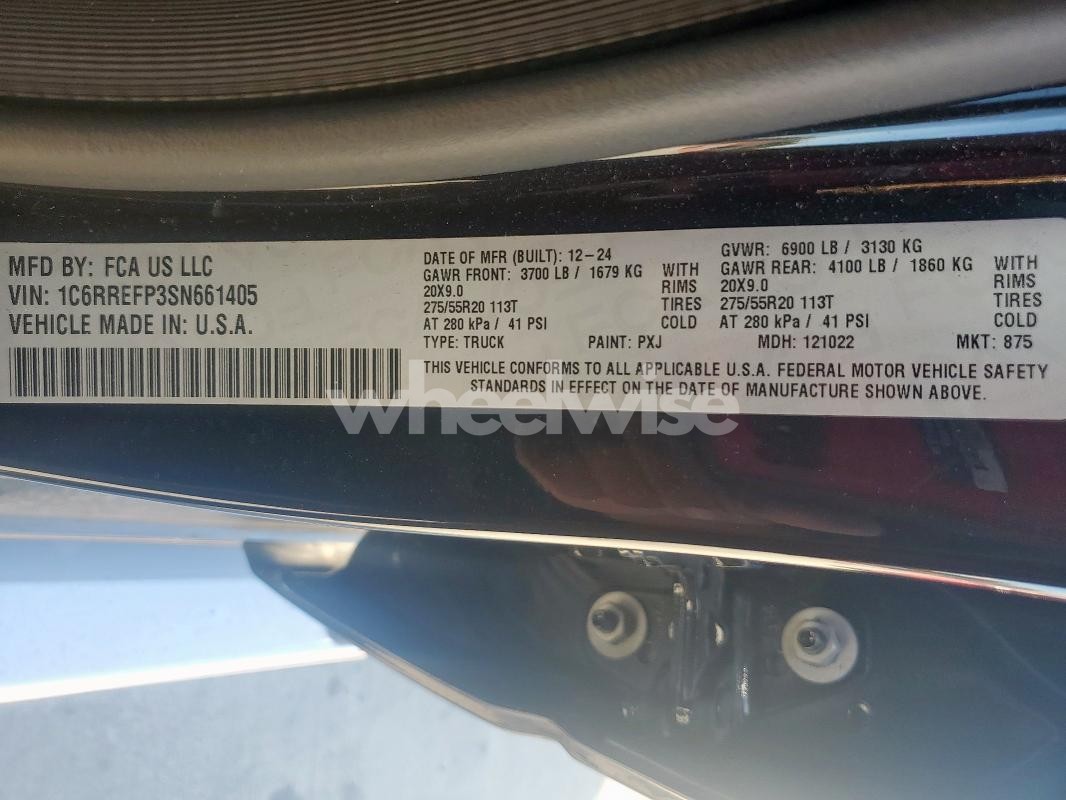 MFD BY: FCA US LLC
VIN: 1C6RREFP3SN661405
VEHICLE MADE IN: U.S.A.
DATE OF MFR (BUILT): 12-24
GAWR FRONT: 3700 LB / 1679 KG WITH
20X9.0 RIMS
275/55R20 113T TIRES
AT 280 kPa / 41 PSI COLD
GVWR: 6900 LB / 3130 KG
GAWR REAR: 4100 LB / 1860 KG WITH
20X9.0 RIMS
275/55R20 113T TIRES
AT 280 kPa / 41 PSI COLD
TYPE: TRUCK PAINT: PXJ MDH: 121022 MKT: 875
THIS VEHICLE CONFORMS TO ALL APPLICABLE U.S.A. FEDERAL MOTOR VEHICLE SAFETY
STANDARDS IN EFFECT ON THE DATE OF MANUFACTURE SHOWN ABOVE.
wheelwise